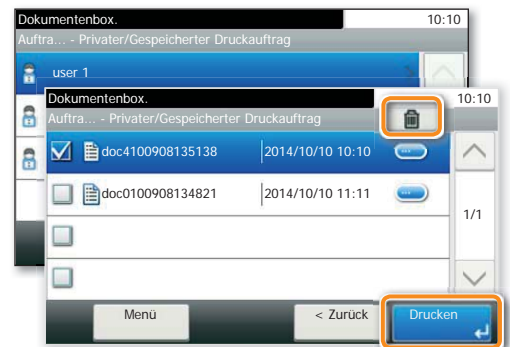 Dokumentenbox. 10:10
Auftra... - Privater/Gespeicherter Druckauftrag
user 1
Dokumentenbox. 10:10
Auftra... - Privater/Gespeicherter Druckauftrag
doc4100908135138 2014/10/10 10:10
doc0100908134821 2014/10/10 11:11
1/1
Menü < Zurück Drucken